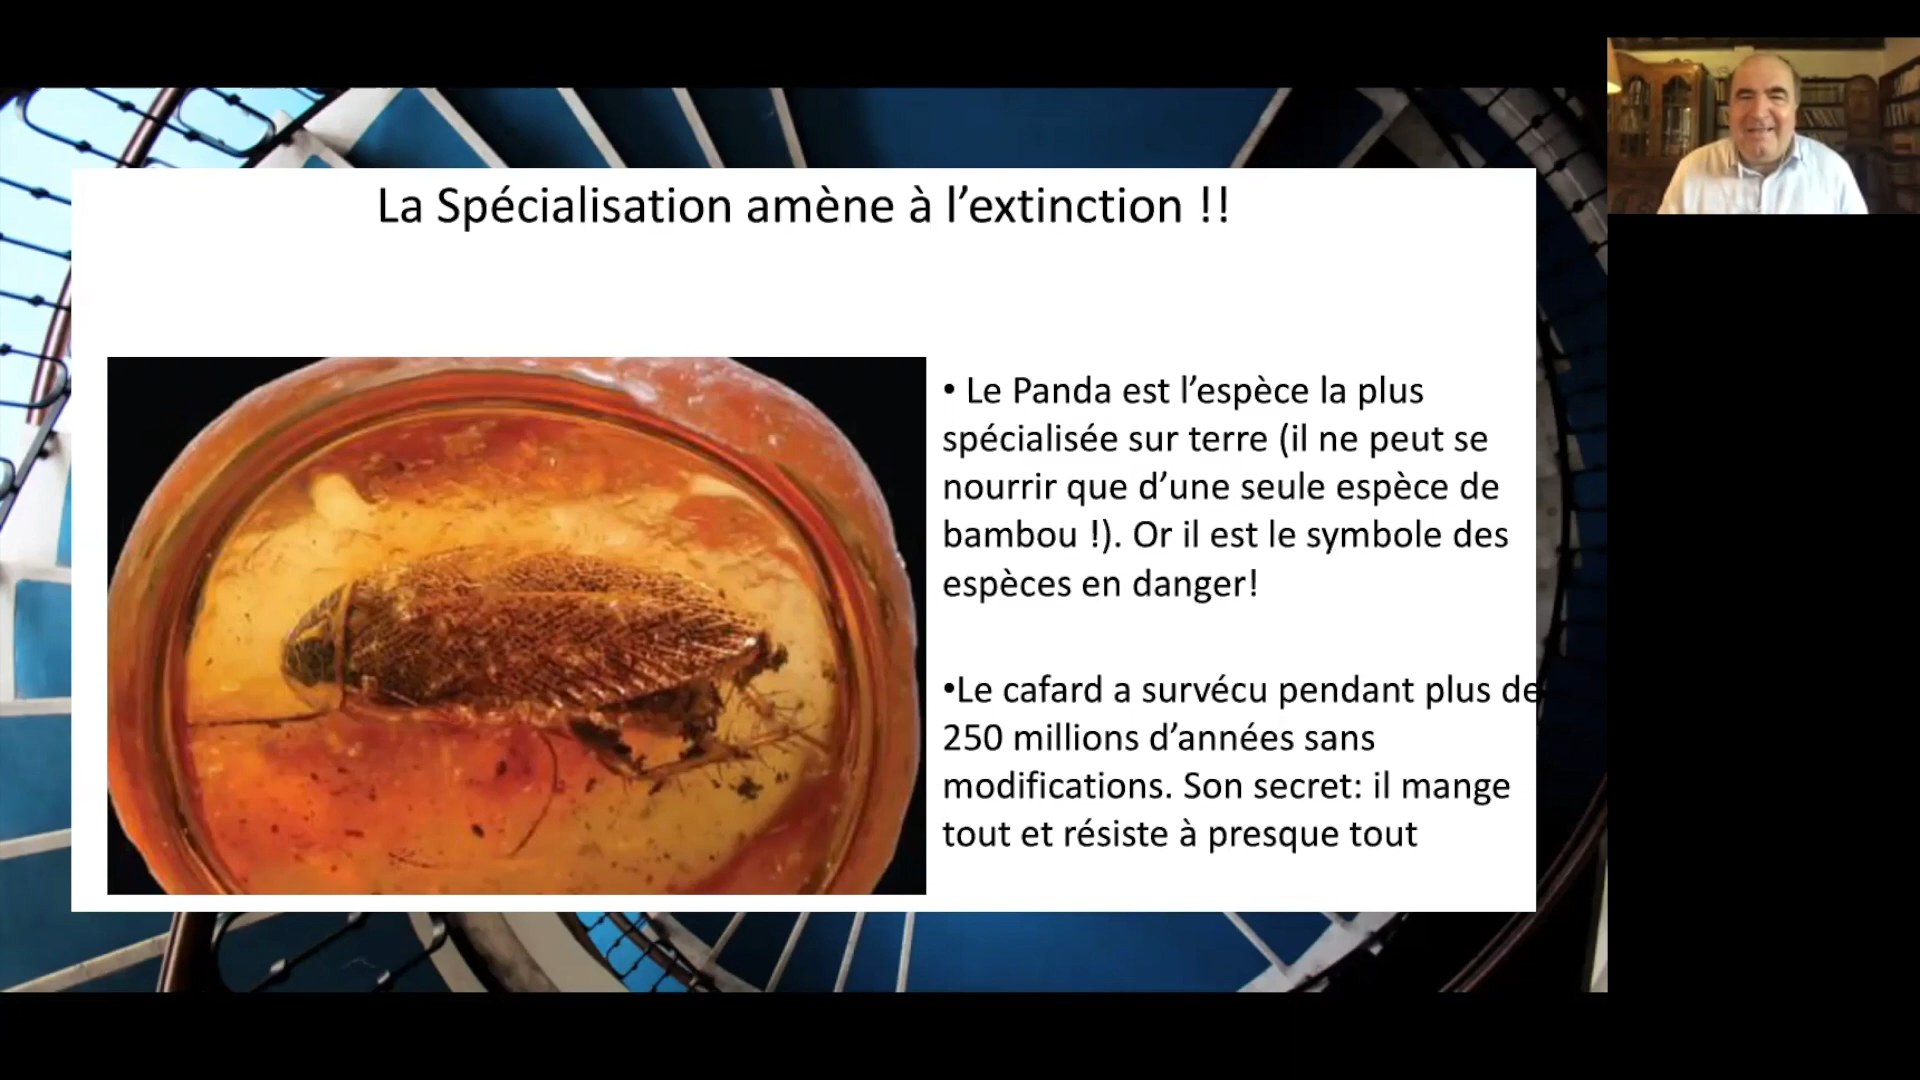 La Spécialisation amène à l’extinction !!
• Le Panda est l’espèce la plus
spécialisée sur terre (il ne peut se
nourrir que d’une seule espèce de
bambou !). Or il est le symbole des
espèces en danger!
•Le cafard a survécu pendant plus de
250 millions d’années sans
modifications. Son secret: il mange
tout et résiste à presque tout